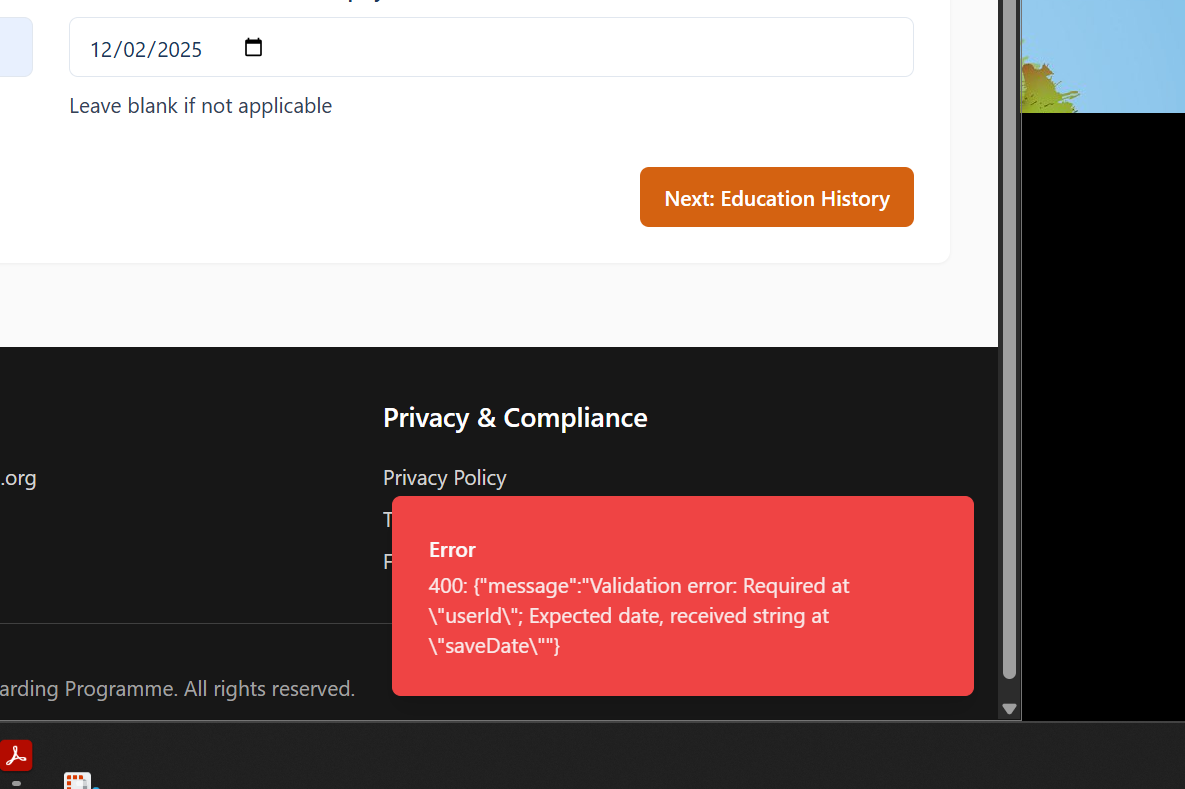 12/02/2025
Leave blank if not applicable
Next: Education History
Privacy & Compliance
.org
Privacy Policy
T
F
Error
400: {"message":"Validation error: Required at
\"userId\"; Expected date, received string at
\"saveDate\""}
arding Programme. All rights reserved.